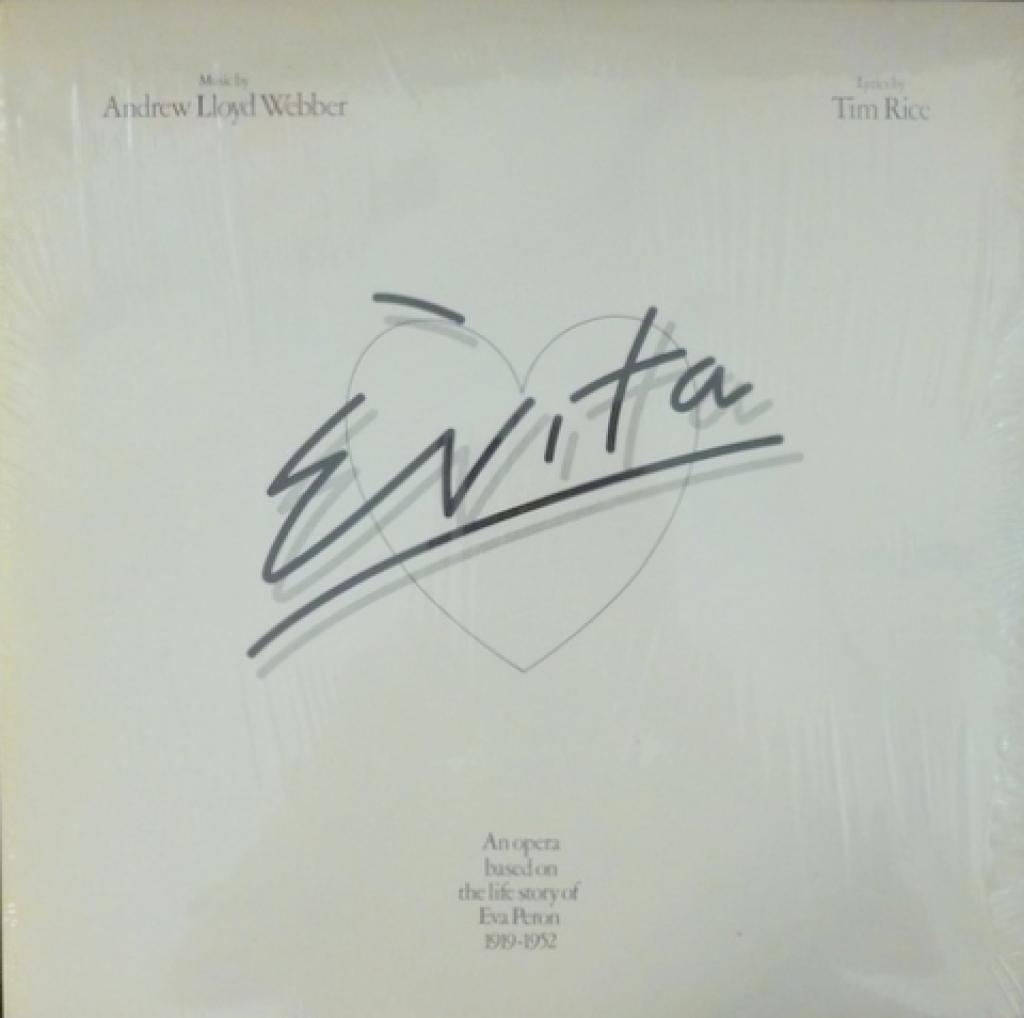 Music by
Andrew Lloyd Webber
Lyrics by
Tim Rice
Evita
An opera
based on
the life story of
Eva Peron
1919-1952